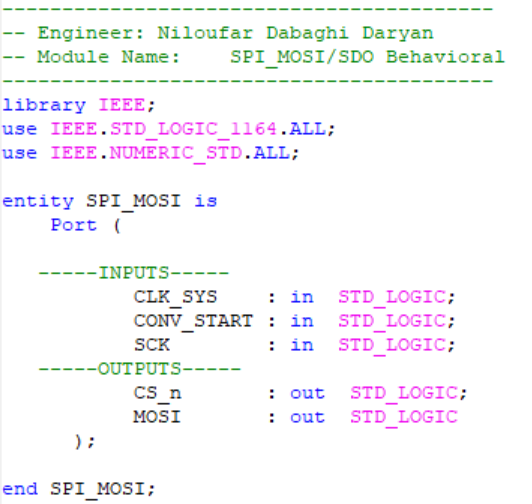 -----------------------------------------
-- Engineer: Niloufar Dabaghi Daryan
-- Module Name:    SPI_MOSI/SDO Behavioral
-----------------------------------------
library IEEE;
use IEEE.STD_LOGIC_1164.ALL;
use IEEE.NUMERIC_STD.ALL;
entity SPI_MOSI is
    Port (
   -----INPUTS-----
           CLK_SYS    : in  STD_LOGIC;
           CONV_START : in  STD_LOGIC;
           SCK        : in  STD_LOGIC;
   -----OUTPUTS-----
           CS_n       : out  STD_LOGIC;
           MOSI       : out  STD_LOGIC
      );
end SPI_MOSI;